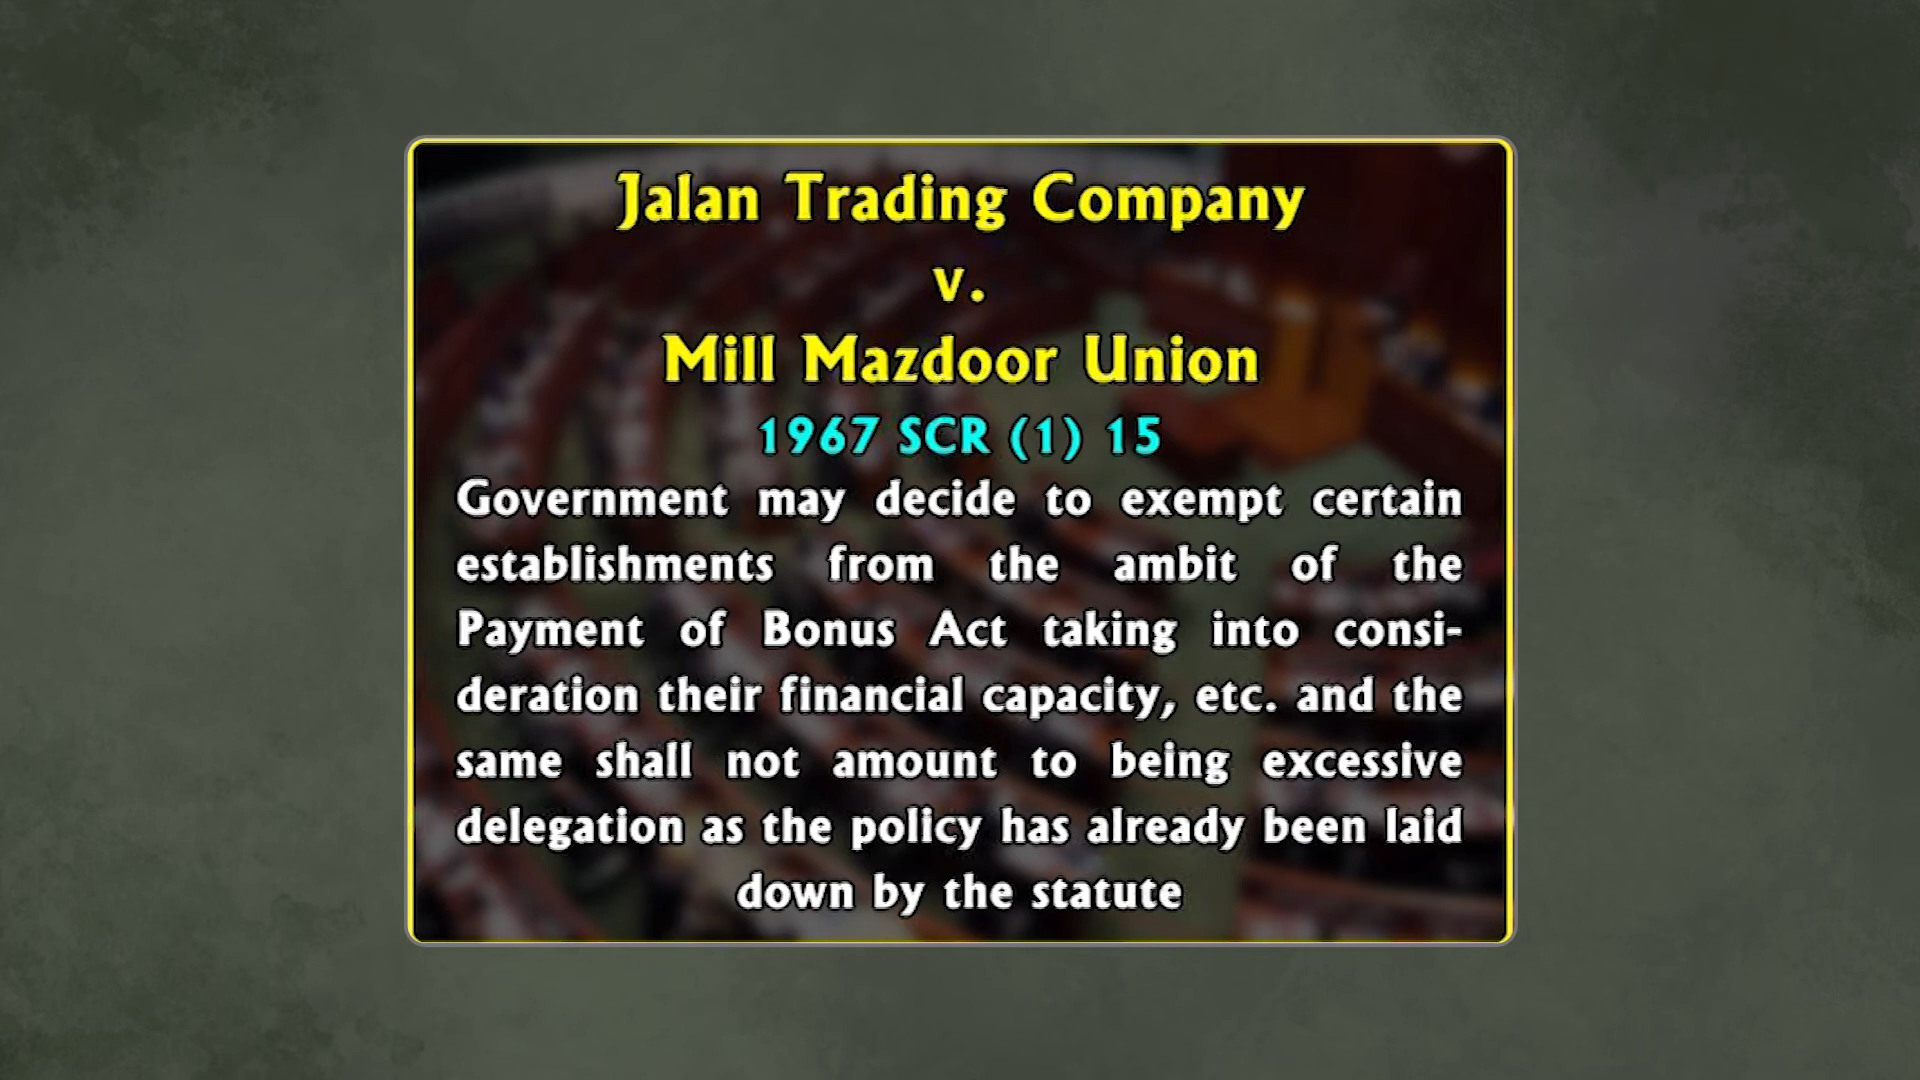 Jalan Trading Company
v.
Mill Mazdoor Union
1967 SCR (1) 15
Government may decide to exempt certain
establishments from the ambit of the
Payment of Bonus Act taking into consi-
deration their financial capacity, etc. and the
same shall not amount to being excessive
delegation as the policy has already been laid
down by the statute